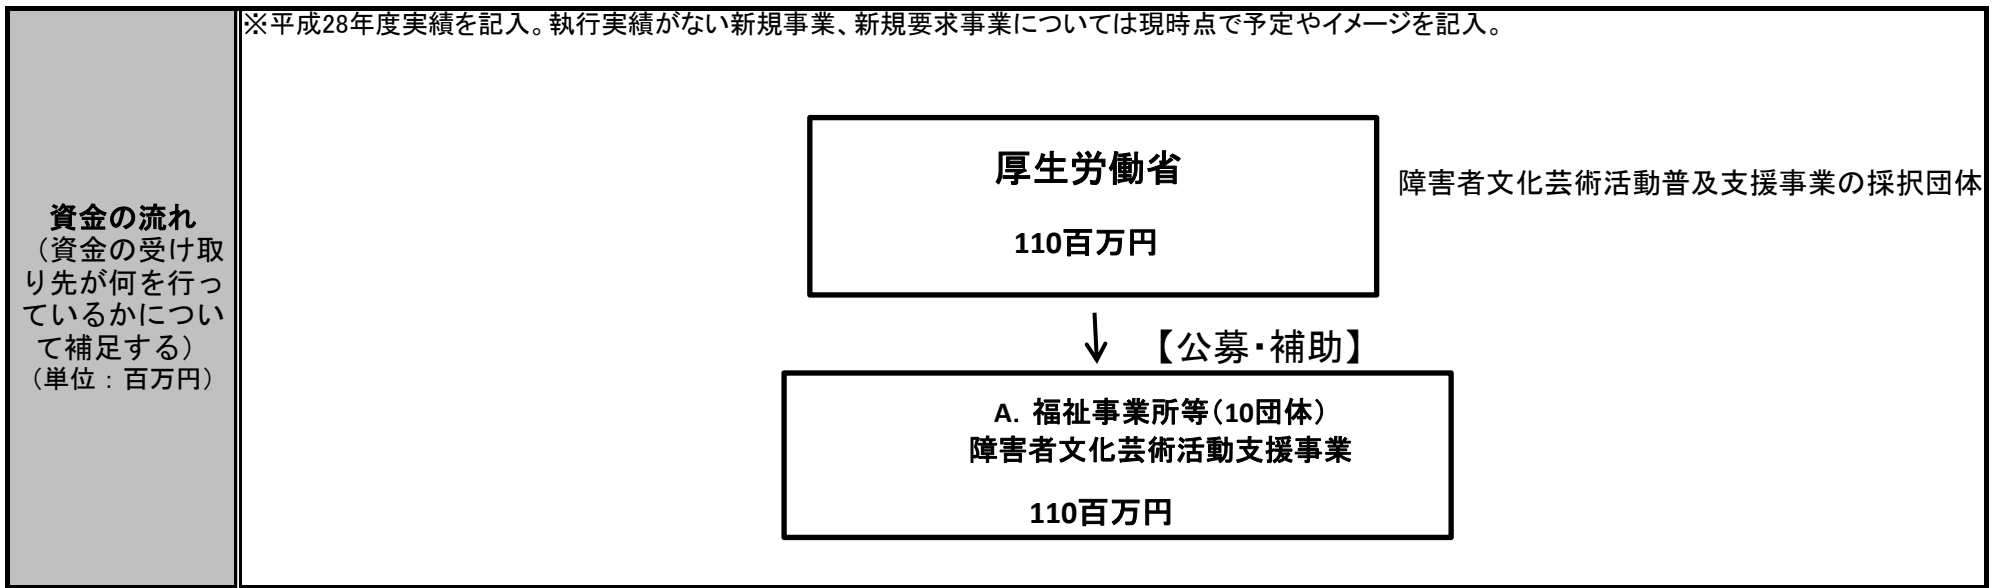 ※平成28年度実績を記入。執行実績がない新規事業、新規要求事業については現時点で予定やイメージを記入。
資金の流れ
（資金の受け取
り先が何を行っ
ているかについ
て補足する）
（単位：百万円）
厚生労働省
110百万円
障害者文化芸術活動普及支援事業の採択団体
【公募・補助】
A．福祉事業所等（10団体）
障害者文化芸術活動支援事業
110百万円